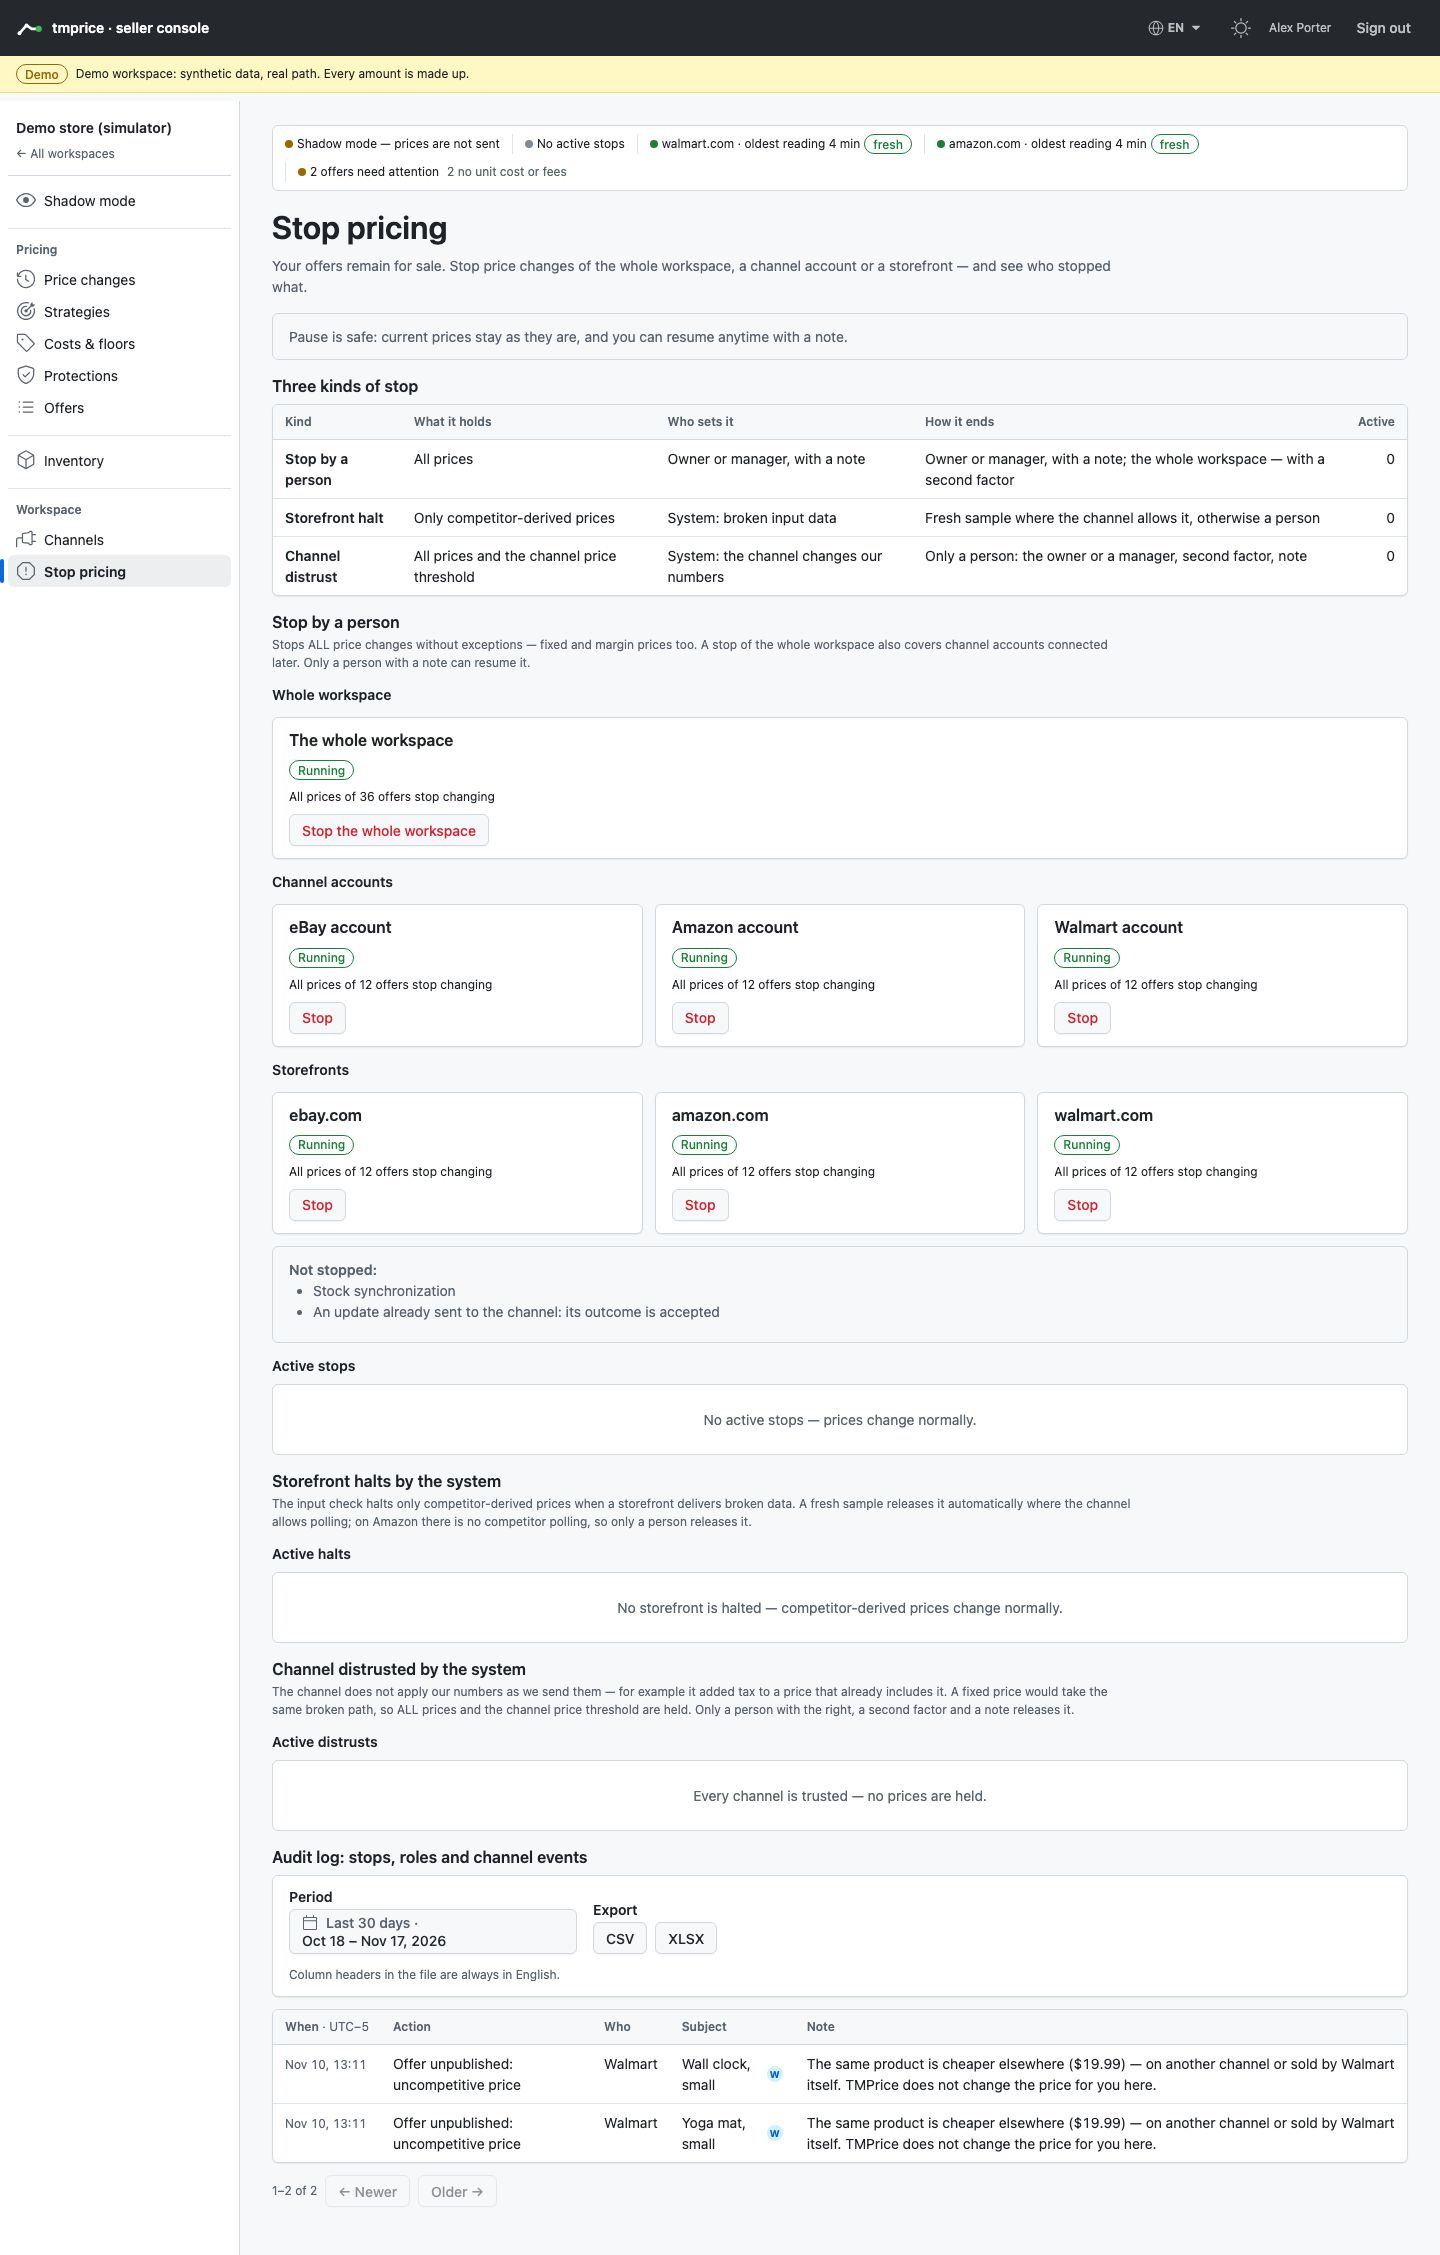 tmprice · seller console
EN
Alex Porter
Sign out
Demo
Demo workspace: synthetic data, real path. Every amount is made up.
Demo store (simulator)
← All workspaces
Shadow mode
Pricing
Price changes
Strategies
Costs & floors
Protections
Offers
Inventory
Workspace
Channels
Stop pricing
Shadow mode — prices are not sent
No active stops
walmart.com · oldest reading 4 min fresh
amazon.com · oldest reading 4 min fresh
2 offers need attention 2 no unit cost or fees
Stop pricing
Your offers remain for sale. Stop price changes of the whole workspace, a channel account or a storefront — and see who stopped
what.
Pause is safe: current prices stay as they are, and you can resume anytime with a note.
Three kinds of stop
Kind What it holds Who sets it How it ends Active
Stop by a person All prices Owner or manager, with a note Owner or manager, with a note; the whole workspace — with a second factor 0
Storefront halt Only competitor-derived prices System: broken input data Fresh sample where the channel allows it, otherwise a person 0
Channel distrust All prices and the channel price threshold System: the channel changes our numbers Only a person: the owner or a manager, second factor, note 0
Stop by a person
Stops ALL price changes without exceptions — fixed and margin prices too. A stop of the whole workspace also covers channel accounts connected
later. Only a person with a note can resume it.
Whole workspace
The whole workspace
Running
All prices of 36 offers stop changing
Stop the whole workspace
Channel accounts
eBay account
Running
All prices of 12 offers stop changing
Stop
Amazon account
Running
All prices of 12 offers stop changing
Stop
Walmart account
Running
All prices of 12 offers stop changing
Stop
Storefronts
ebay.com
Running
All prices of 12 offers stop changing
Stop
amazon.com
Running
All prices of 12 offers stop changing
Stop
walmart.com
Running
All prices of 12 offers stop changing
Stop
Not stopped:
• Stock synchronization
• An update already sent to the channel: its outcome is accepted
Active stops
No active stops — prices change normally.
Storefront halts by the system
The input check halts only competitor-derived prices when a storefront delivers broken data. A fresh sample releases it automatically where the channel
allows polling; on Amazon there is no competitor polling, so only a person releases it.
Active halts
No storefront is halted — competitor-derived prices change normally.
Channel distrusted by the system
The channel does not apply our numbers as we send them — for example it added tax to a price that already includes it. A fixed price would take the
same broken path, so ALL prices and the channel price threshold are held. Only a person with the right, a second factor and a note releases it.
Active distrusts
Every channel is trusted — no prices are held.
Audit log: stops, roles and channel events
Period
Last 30 days ·
Oct 18 – Nov 17, 2026
Export
CSV XLSX
Column headers in the file are always in English.
When · UTC−5 Action Who Subject Note
Nov 10, 13:11 Offer unpublished: uncompetitive price Walmart Wall clock, small W The same product is cheaper elsewhere ($19.99) — on another channel or sold by Walmart itself. TMPrice does not change the price for you here.
Nov 10, 13:11 Offer unpublished: uncompetitive price Walmart Yoga mat, small W The same product is cheaper elsewhere ($19.99) — on another channel or sold by Walmart itself. TMPrice does not change the price for you here.
1–2 of 2 ← Newer Older →